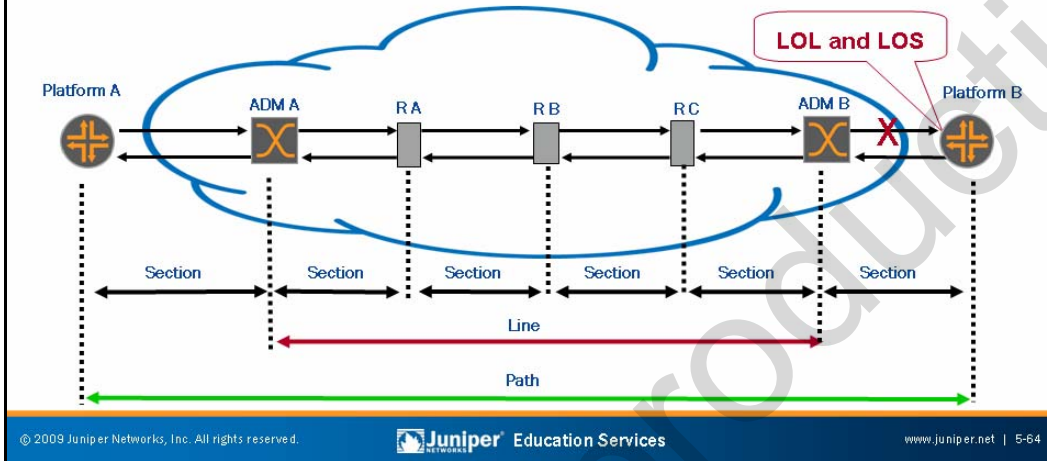 LOL and LOS
Platform A
ADM A
R A
R B
R C
ADM B
Platform B
X
Section
Section
Section
Section
Section
Section
Line
Path
© 2009 Juniper Networks, Inc. All rights reserved.
Juniper NETWORKS Education Services
www.juniper.net | 5-64